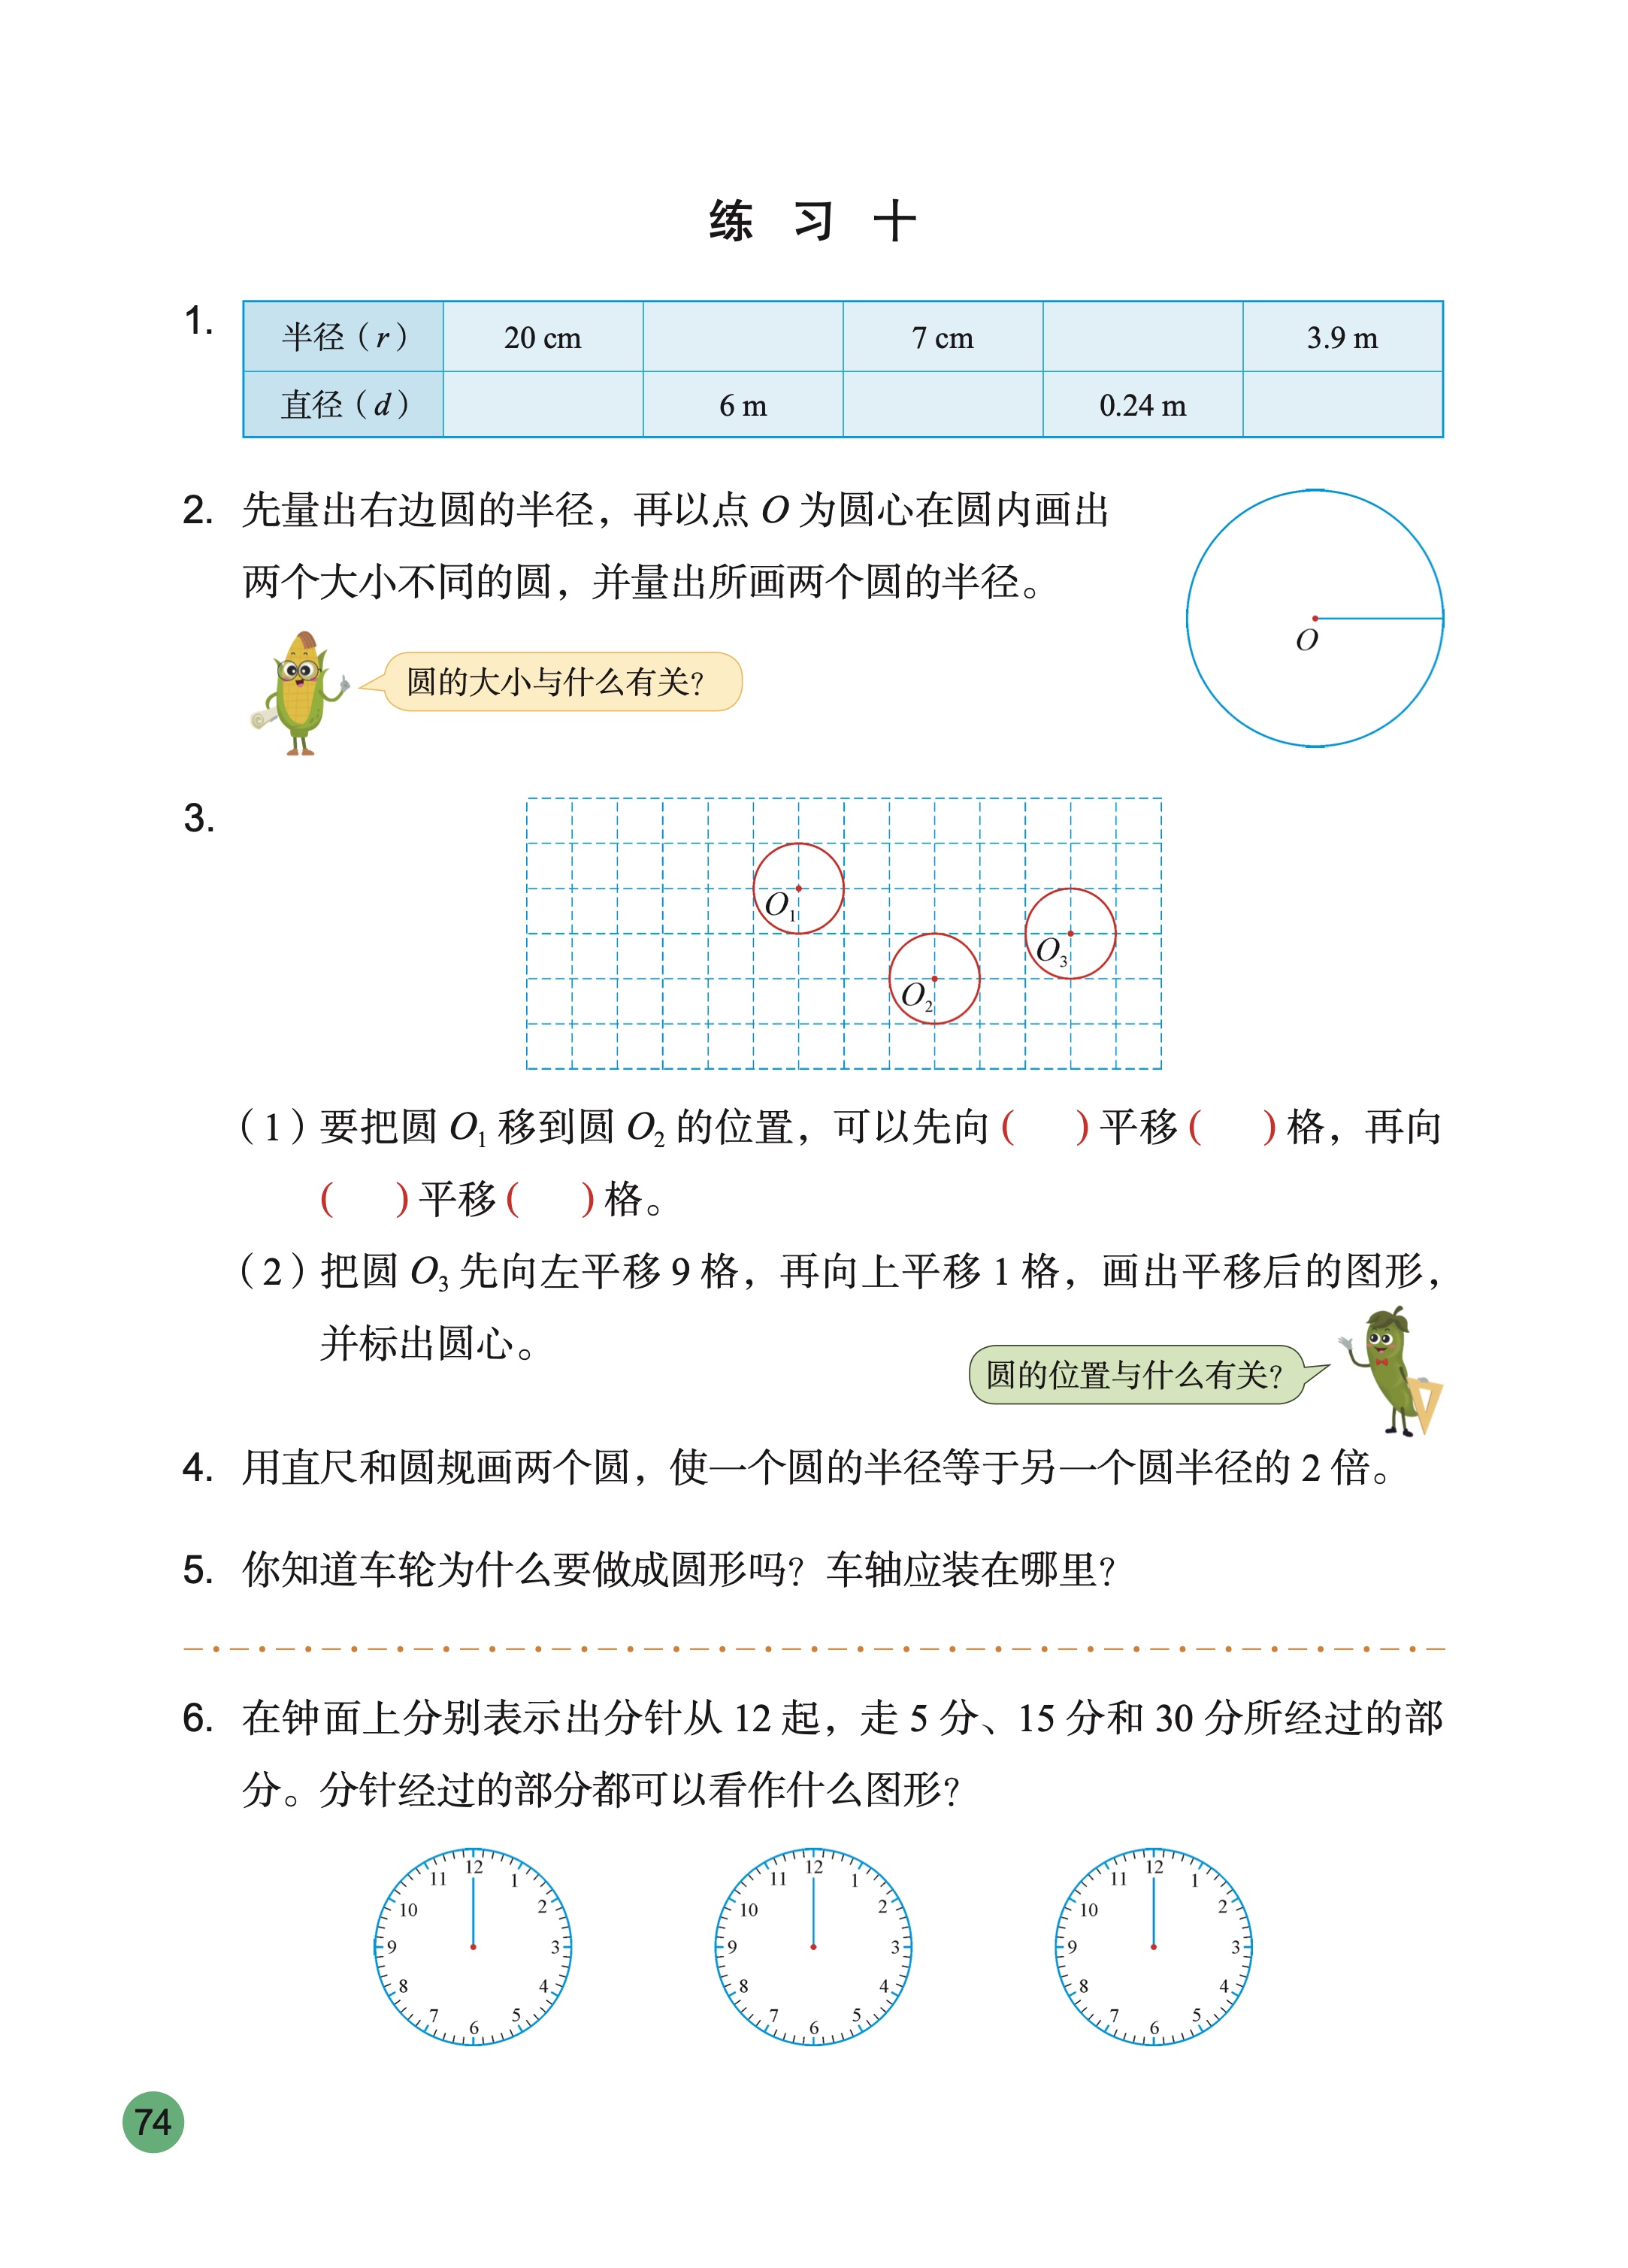 练 习 十
1.
半径（r） 20 cm 7 cm 3.9 m
直径（d） 6 m 0.24 m
2. 先量出右边圆的半径，再以点 O 为圆心在圆内画出
两个大小不同的圆，并量出所画两个圆的半径。
O
圆的大小与什么有关？
3.
O₁
O₃
O₂
（1）要把圆 O₁ 移到圆 O₂ 的位置，可以先向（ ）平移（ ）格，再向
（ ）平移（ ）格。
（2）把圆 O₃ 先向左平移 9 格，再向上平移 1 格，画出平移后的图形，
并标出圆心。
圆的位置与什么有关？
4. 用直尺和圆规画两个圆，使一个圆的半径等于另一个圆半径的 2 倍。
5. 你知道车轮为什么要做成圆形吗？车轴应装在哪里？
6. 在钟面上分别表示出分针从 12 起，走 5 分、15 分和 30 分所经过的部
分。分针经过的部分都可以看作什么图形？
12 1 2 3 4 5 6 7 8 9 10 11
12 1 2 3 4 5 6 7 8 9 10 11
12 1 2 3 4 5 6 7 8 9 10 11
74